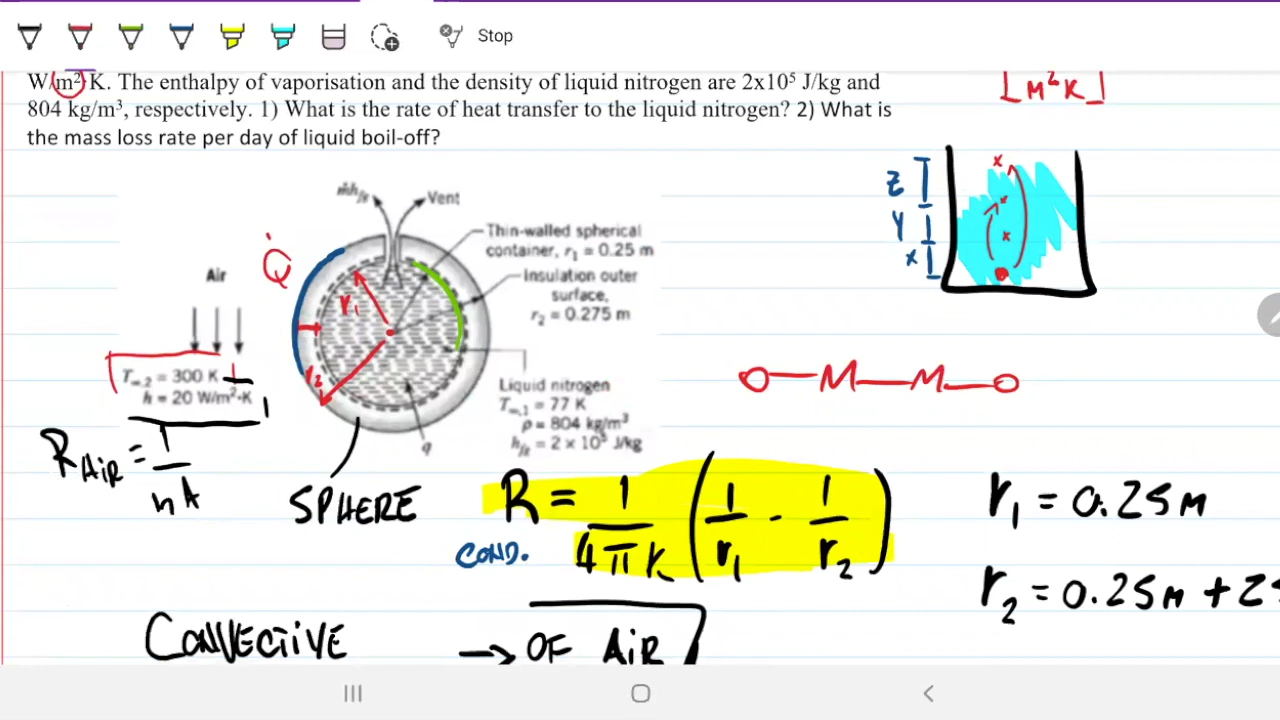 Stop
W/m² K. The enthalpy of vaporisation and the density of liquid nitrogen are 2x10⁵ J/kg and
804 kg/m³, respectively. 1) What is the rate of heat transfer to the liquid nitrogen? 2) What is
the mass loss rate per day of liquid boil-off?
[M²K]
Z
Y
X
Vent
Thin-walled spherical
container, r₁ = 0.25 m
Insulation outer
surface,
r₂ = 0.275 m
Q̇
Air
r₁
r₂
T∞,2 = 300 K
h = 20 W/m²·K
Liquid nitrogen
T∞,1 = 77 K
ρ = 804 kg/m³
hfg = 2 × 10⁵ J/kg
q
R AiR = 1/hA
SPHERE
R = 1/4πk (1/r₁ - 1/r₂)
COND.
r₁ = 0.25M
r₂ = 0.25M + 2
CONVECTiVE → OF AiR